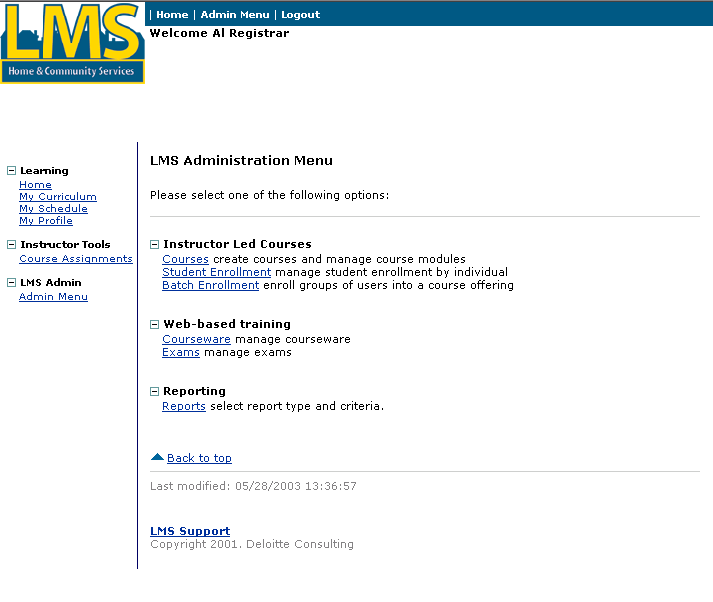 LMS
Home & Community Services
| Home | Admin Menu | Logout
Welcome Al Registrar
Learning
Home
My Curriculum
My Schedule
My Profile
Instructor Tools
Course Assignments
LMS Admin
Admin Menu
LMS Administration Menu
Please select one of the following options:
Instructor Led Courses
Courses create courses and manage course modules
Student Enrollment manage student enrollment by individual
Batch Enrollment enroll groups of users into a course offering
Web-based training
Courseware manage courseware
Exams manage exams
Reporting
Reports select report type and criteria.
Back to top
Last modified: 05/28/2003 13:36:57
LMS Support
Copyright 2001. Deloitte Consulting